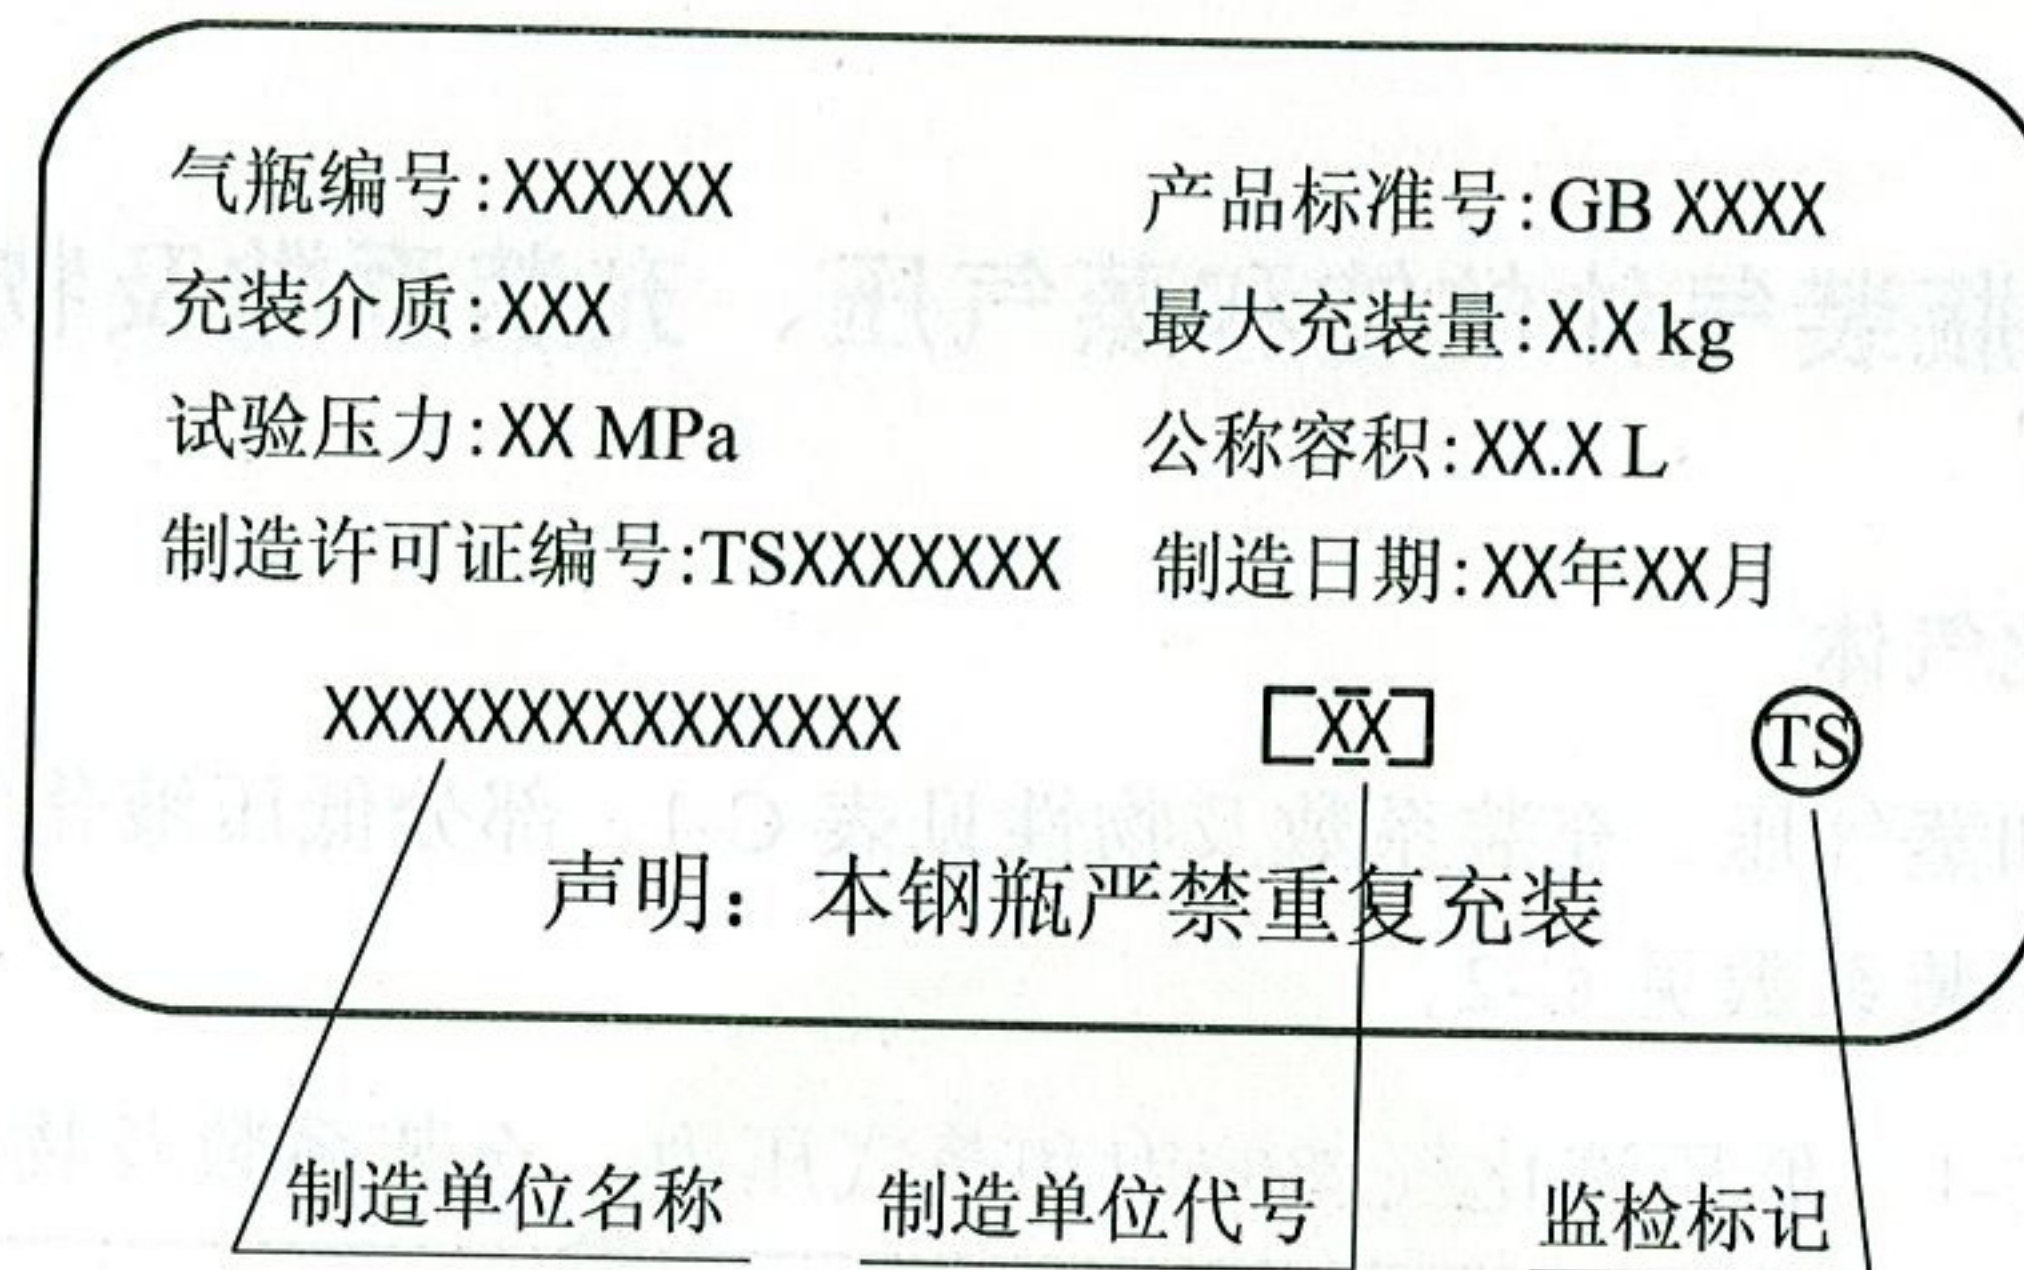 气瓶编号:XXXXXX 产品标准号:GB XXXX
充装介质:XXX 最大充装量:X.X kg
试验压力:XX MPa 公称容积:XX.X L
制造许可证编号:TSXXXXXXX 制造日期:XX年XX月
XXXXXXXXXXXXXXX XX TS
声明：本钢瓶严禁重复充装
制造单位名称 制造单位代号 监检标记